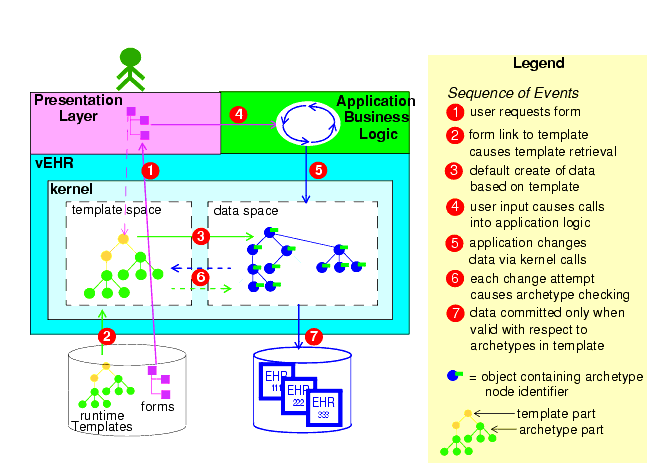 Presentation
Layer
Application
Business
Logic
4
vEHR
1
5
kernel
template space
data space
3
6
2
7
runtime
Templates
forms
EHR
111
EHR
222
EHR
333
Legend
Sequence of Events
1 user requests form
2 form link to template
causes template retrieval
3 default create of data
based on template
4 user input causes calls
into application logic
5 application changes
data via kernel calls
6 each change attempt
causes archetype checking
7 data committed only when
valid with respect to
archetypes in template
= object containing archetype
node identifier
template part
archetype part